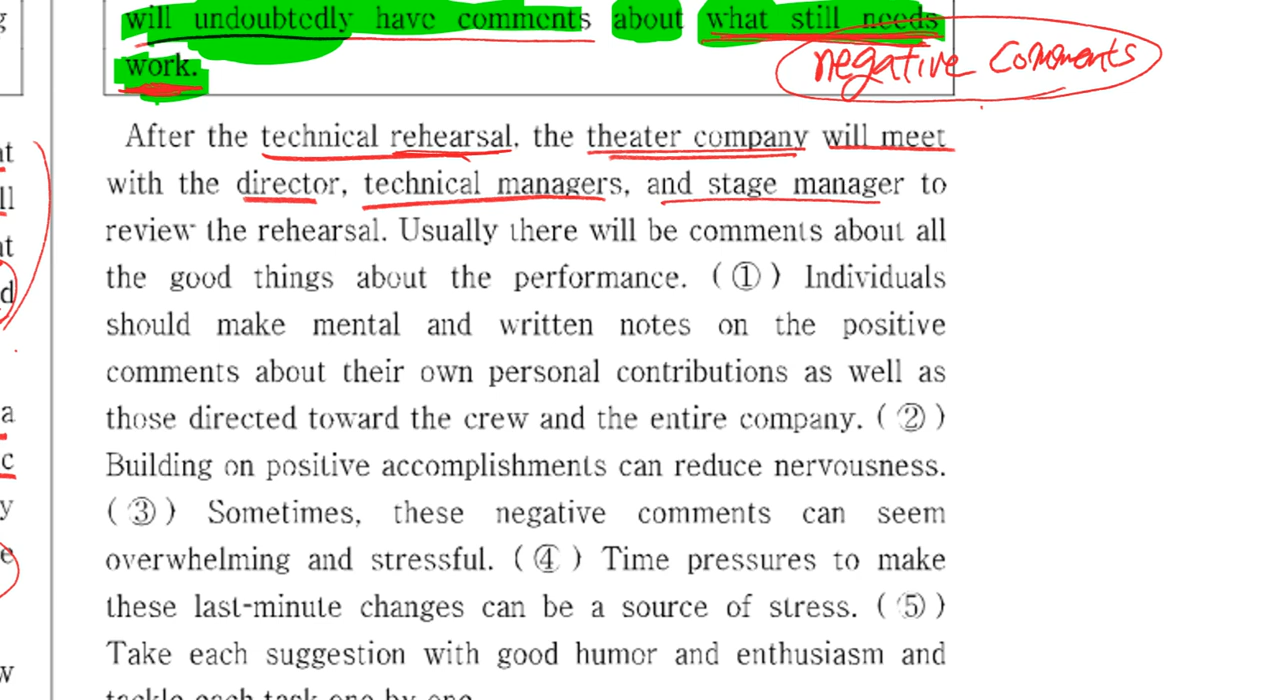 will undoubtedly have comments about what still needs
work.
negative comments
After the technical rehearsal, the theater company will meet
with the director, technical managers, and stage manager to
review the rehearsal. Usually there will be comments about all
the good things about the performance. ( ① ) Individuals
should make mental and written notes on the positive
comments about their own personal contributions as well as
those directed toward the crew and the entire company. ( ② )
Building on positive accomplishments can reduce nervousness.
( ③ ) Sometimes, these negative comments can seem
overwhelming and stressful. ( ④ ) Time pressures to make
these last-minute changes can be a source of stress. ( ⑤ )
Take each suggestion with good humor and enthusiasm and
tackle each task one by one.